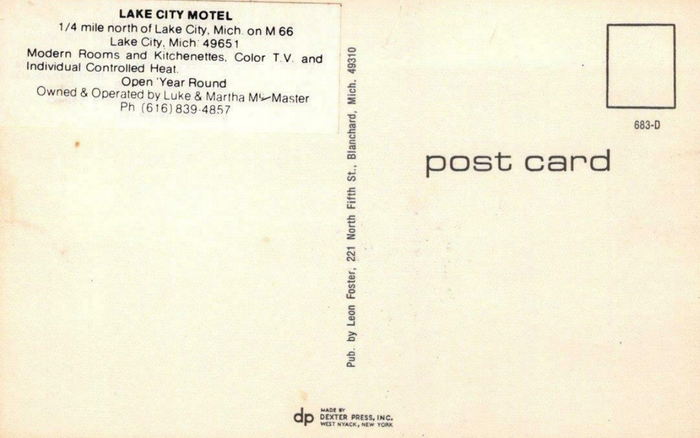 LAKE CITY MOTEL
1/4 mile north of Lake City, Mich. on M 66
Lake City, Mich 49651
Modern Rooms and Kitchenettes, Color T.V. and
Individual Controlled Heat.
Open Year Round
Owned & Operated by Luke & Martha Mc Master
Ph (616) 839-4857
Pub. by Leon Foster, 221 North Fifth St., Blanchard, Mich. 49310
683-D
post card
dp
MADE BY
DEXTER PRESS, INC.
WEST NYACK, NEW YORK